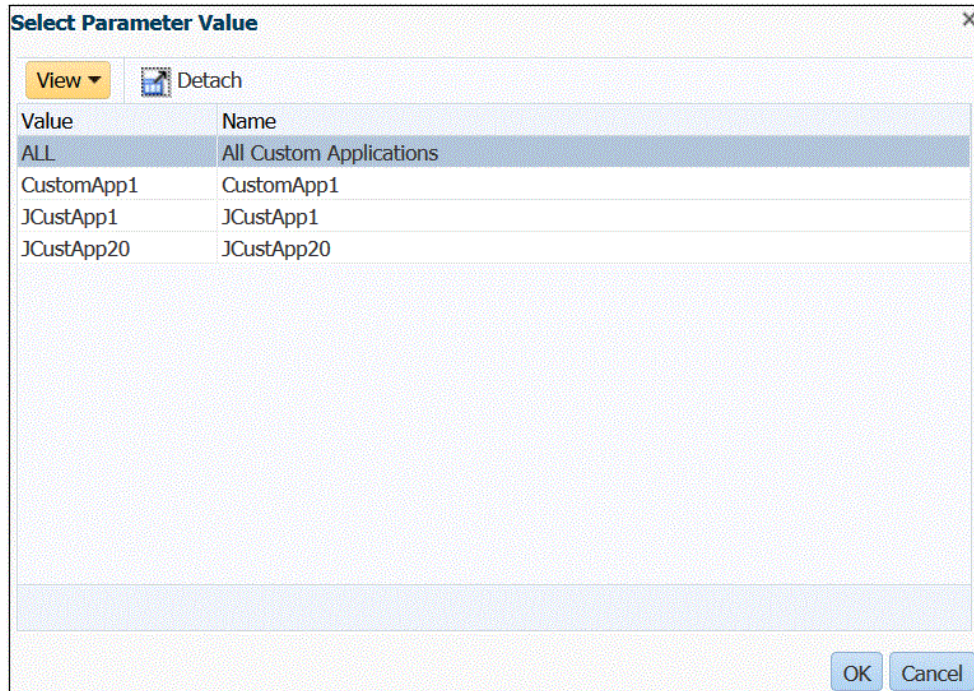 Select Parameter Value
View Detach
Value Name
ALL All Custom Applications
CustomApp1 CustomApp1
JCustApp1 JCustApp1
JCustApp20 JCustApp20
OK Cancel